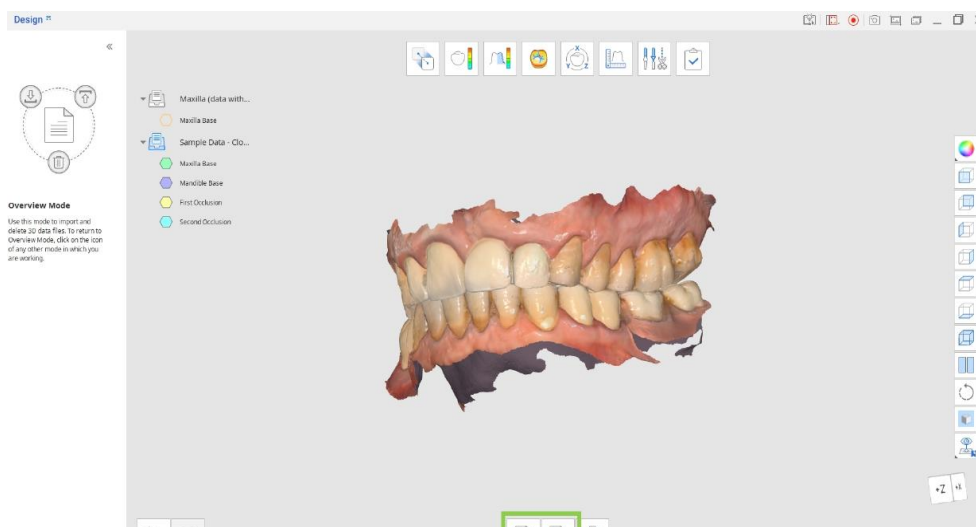 Design
Overview Mode
Use this mode to import and
delete 3D data files. To return to
Overview Mode, click on the icon
of any other mode in which you
are working.
Maxilla (data with...
Maxilla Base
Sample Data - Clo...
Maxilla Base
Mandible Base
First Occlusion
Second Occlusion
X
Y
Z
+Z
+X